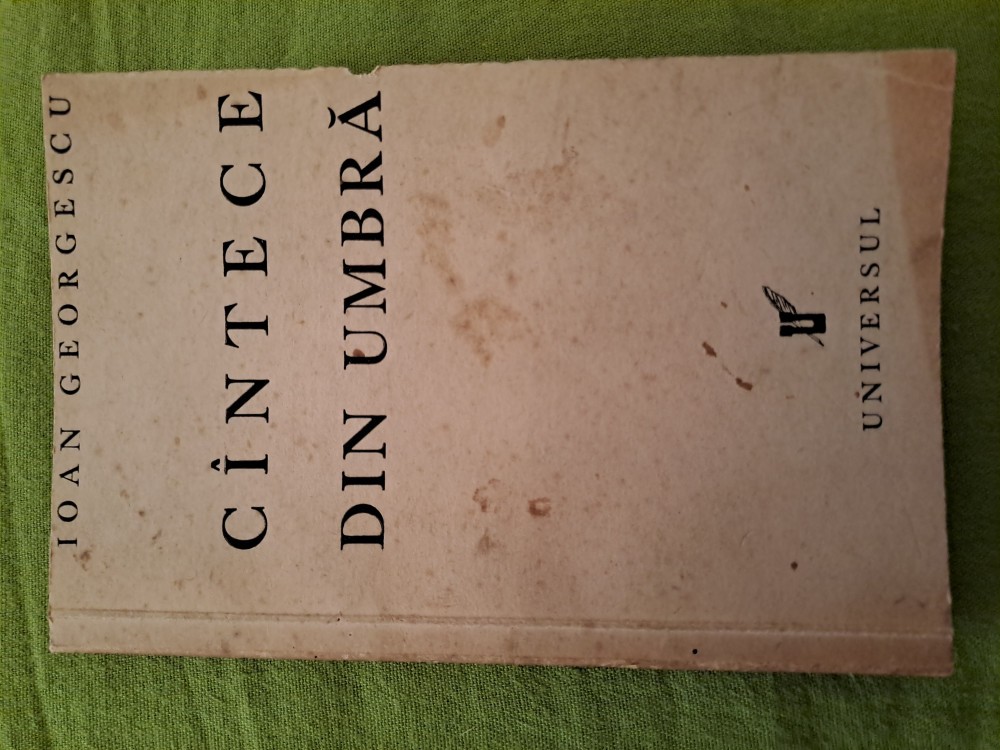 IOAN GEORGESCU
CÎNTECE
DIN UMBRĂ
U
UNIVERSUL